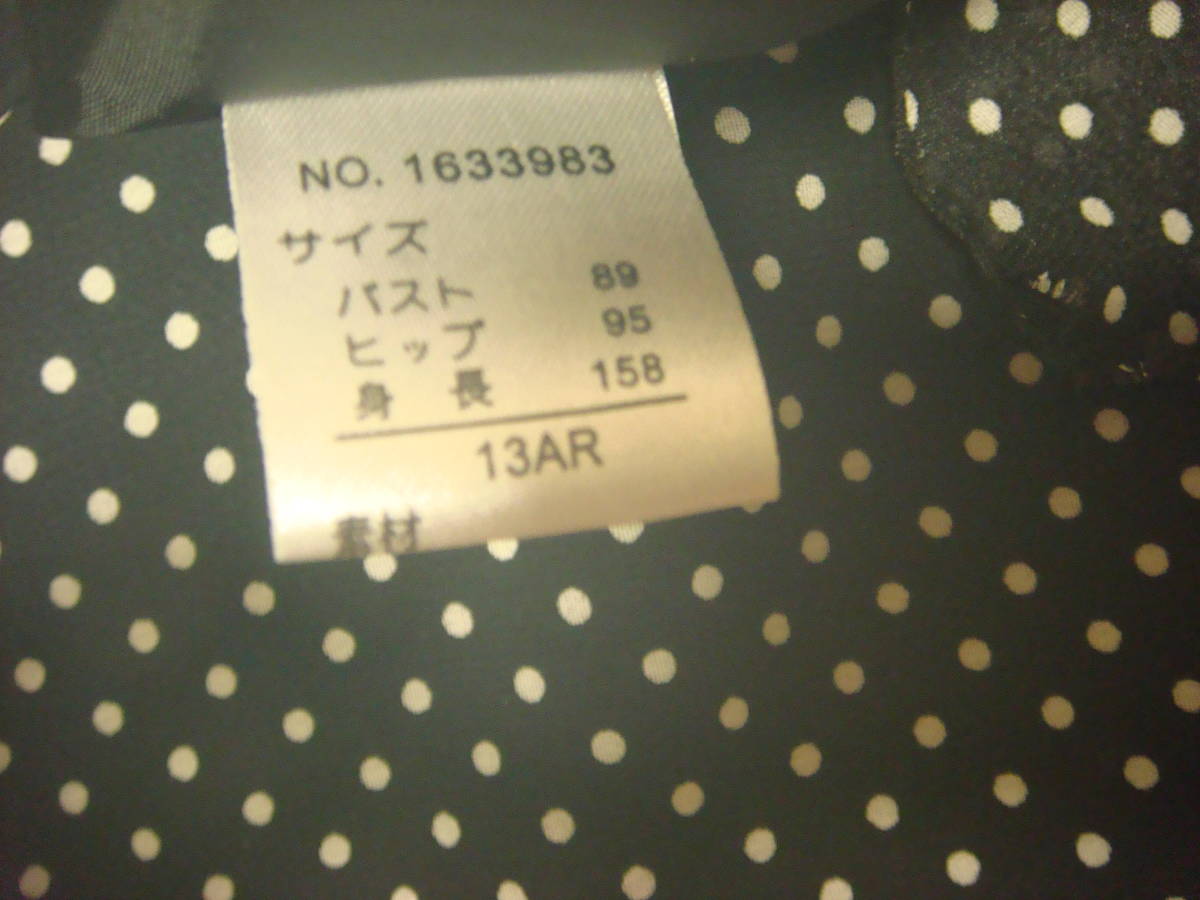 NO. 1633983
サイズ
バスト 89
ヒップ 95
身 長 158
13AR
素材